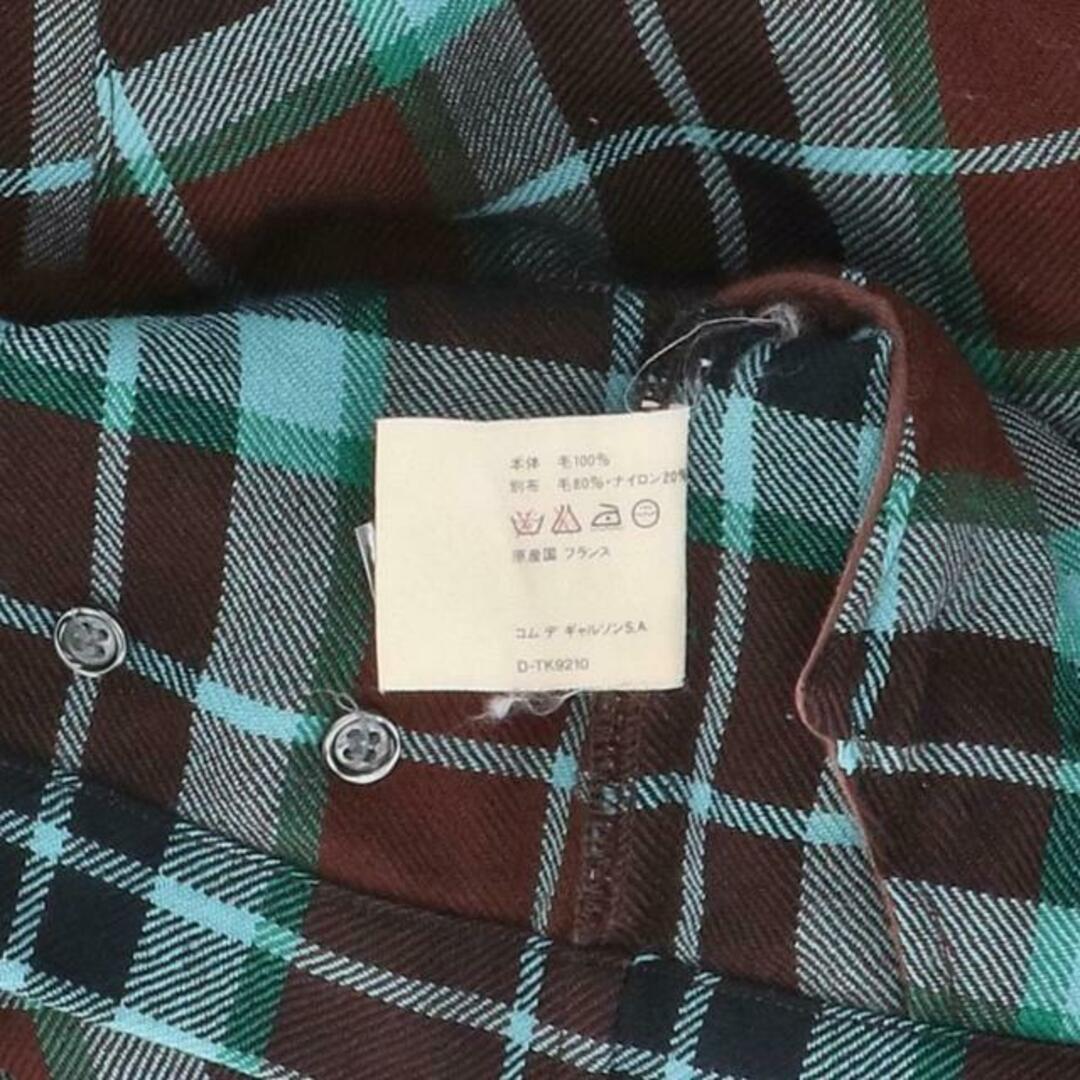 本体 毛100%
別布 毛80%・ナイロン20%
原産国 フランス
コム デ ギャルソンS.A
D-TK9210